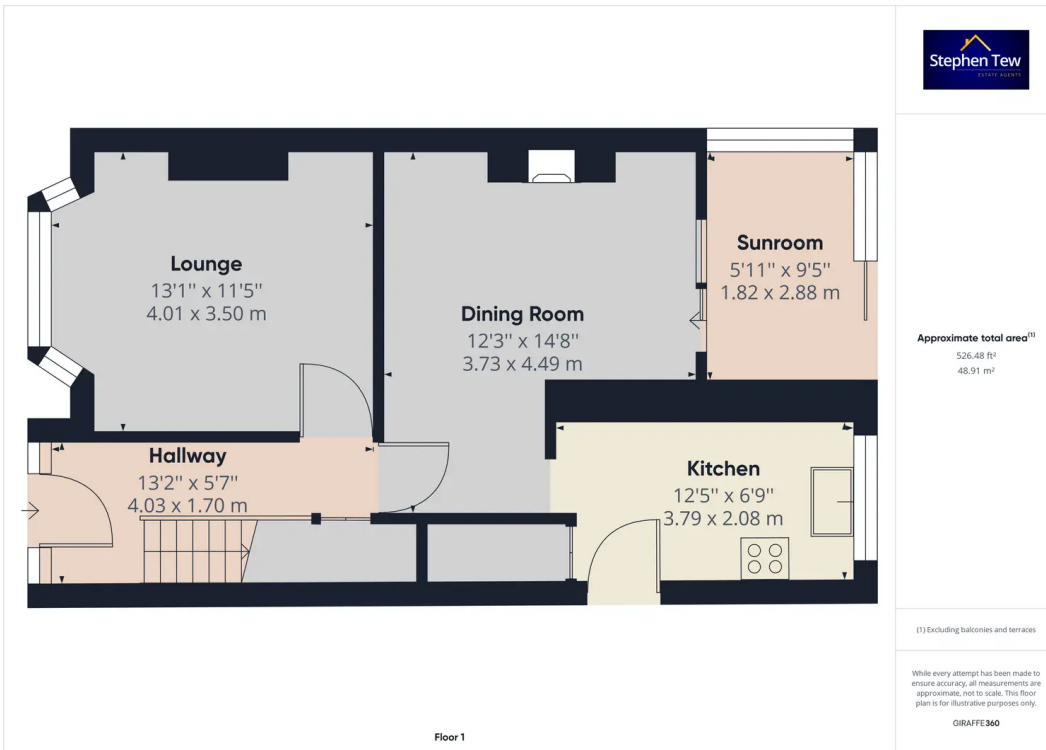 Stephen Tew
ESTATE AGENTS
Lounge
13'1'' x 11'5''
4.01 x 3.50 m
Dining Room
12'3'' x 14'8''
3.73 x 4.49 m
Sunroom
5'11'' x 9'5''
1.82 x 2.88 m
Hallway
13'2'' x 5'7''
4.03 x 1.70 m
Kitchen
12'5'' x 6'9''
3.79 x 2.08 m
Floor 1
Approximate total area(1)
526.48 ft²
48.91 m²
(1) Excluding balconies and terraces
While every attempt has been made to
ensure accuracy, all measurements are
approximate, not to scale. This floor
plan is for illustrative purposes only.
GIRAFFE360